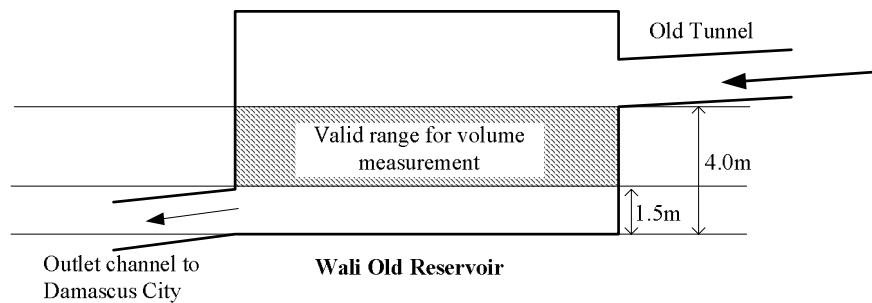 Old Tunnel
Valid range for volume
measurement
4.0m
1.5m
Outlet channel to
Damascus City
Wali Old Reservoir